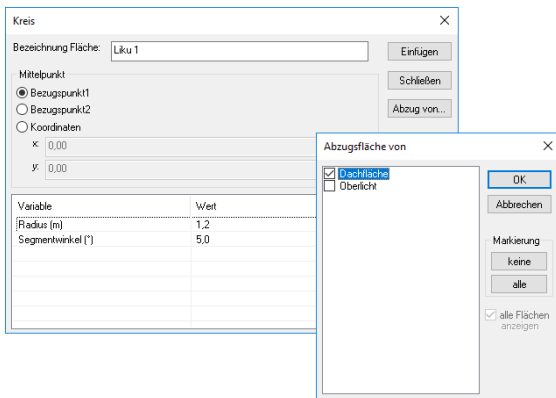 Kreis
Bezeichnung Fläche: Liku 1
Einfügen
Mittelpunkt
Schließen
Bezugspunkt1
Bezugspunkt2
Abzug von...
Koordinaten
x: 0,00
y: 0,00
Variable Wert
Radius (m) 1,2
Segmentwinkel (°) 5,0
Abzugsfläche von
Dachfläche
Oberlicht
OK
Abbrechen
Markierung
keine
alle
alle Flächen
anzeigen